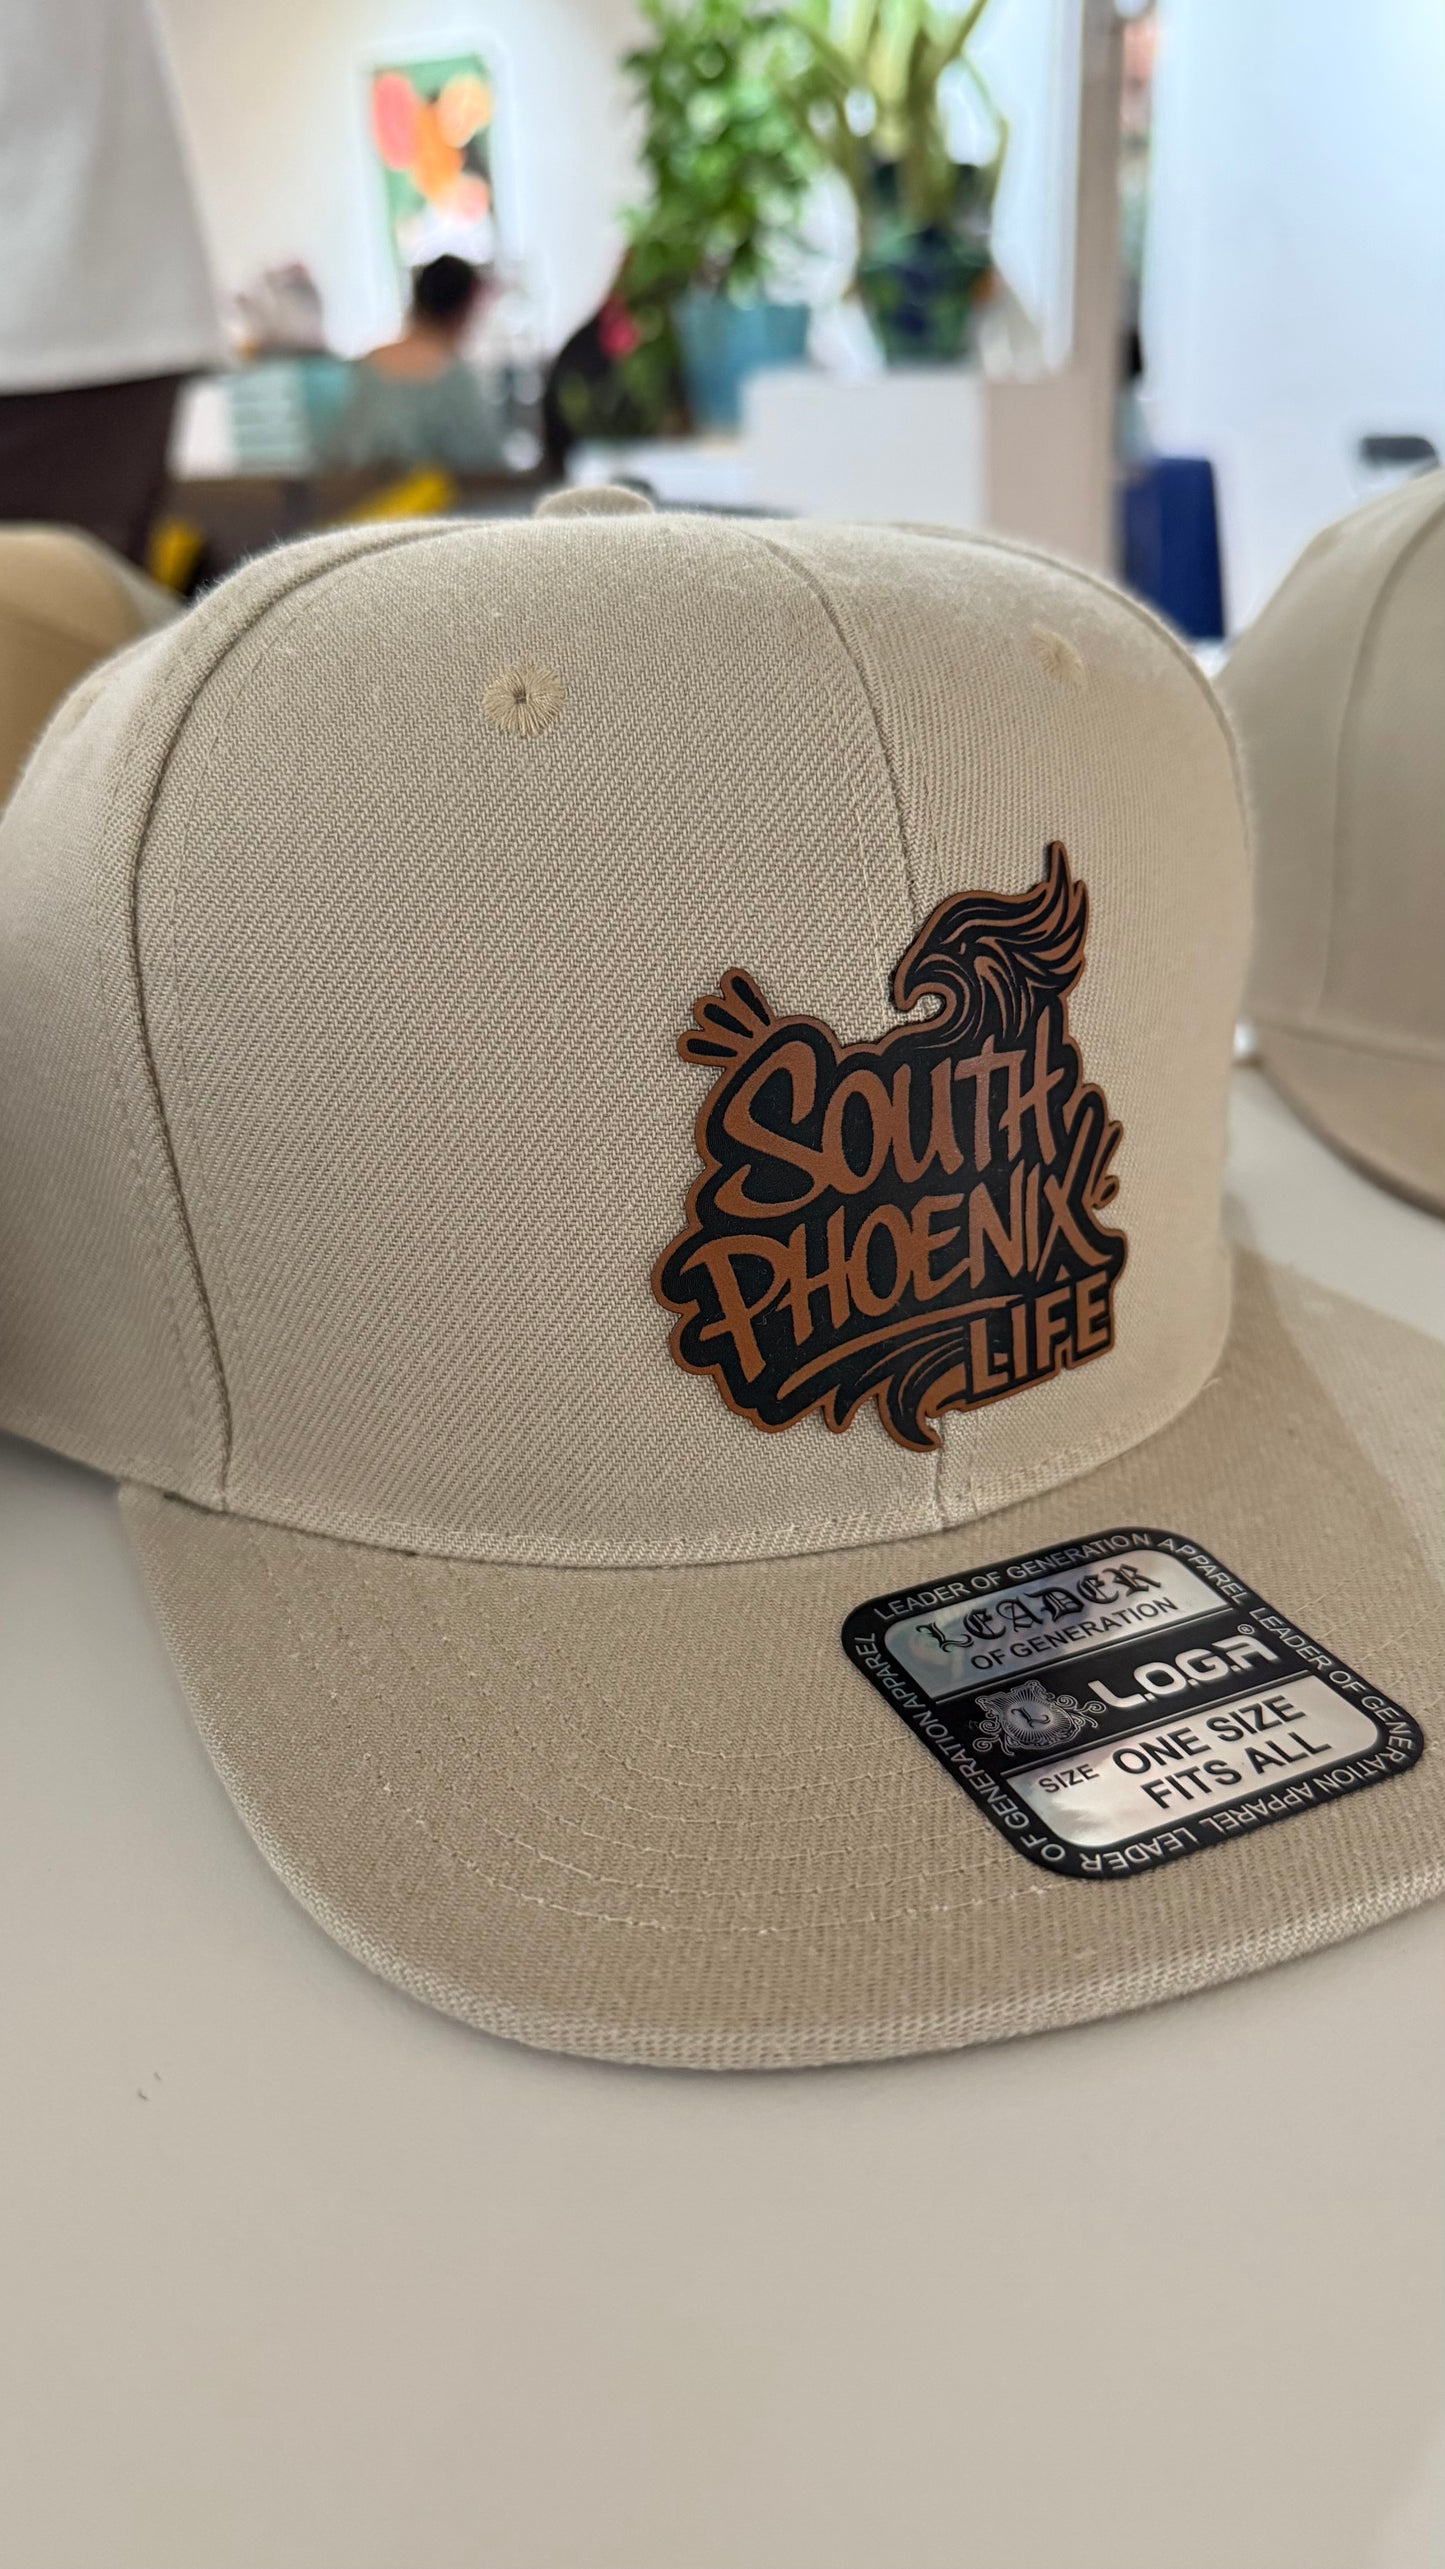 SOUTH
PHOENIX
LIFE
LEADER OF GENERATION APPAREL LEADER OF GENERATION APPAREL LEADER OF GENERATION APPAREL
LEADER
OF GENERATION
L
L.O.G.A®
SIZE ONE SIZE
FITS ALL